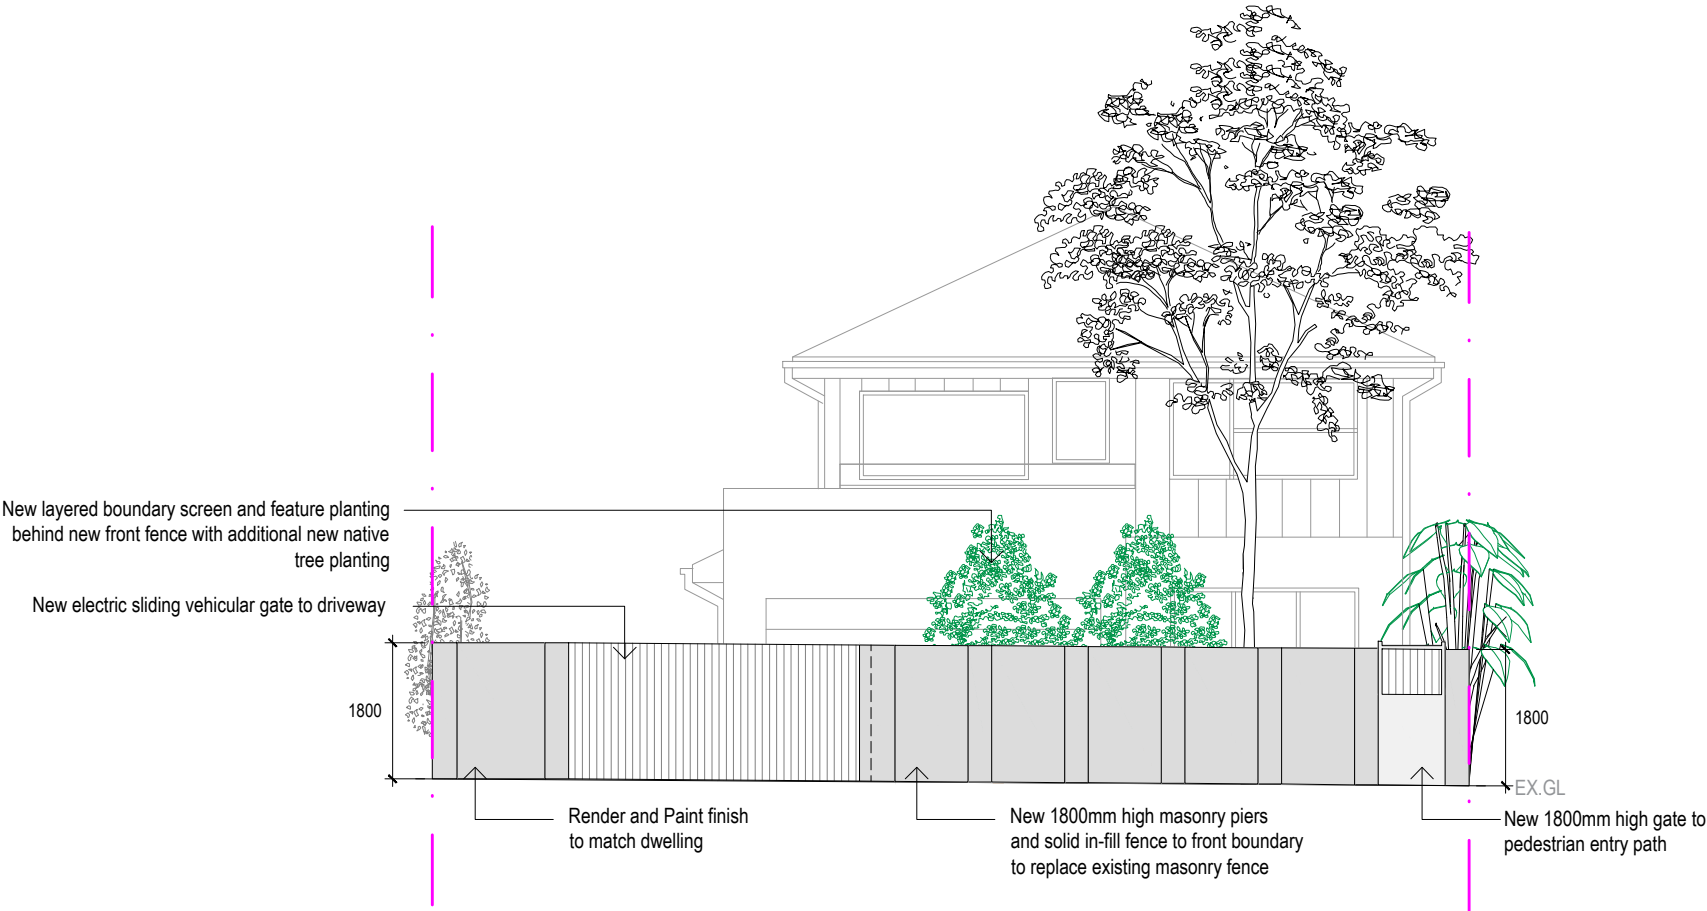 New layered boundary screen and feature planting
behind new front fence with additional new native
tree planting
New electric sliding vehicular gate to driveway
1800
1800
EX.GL
Render and Paint finish
to match dwelling
New 1800mm high masonry piers
and solid in-fill fence to front boundary
to replace existing masonry fence
New 1800mm high gate to
pedestrian entry path